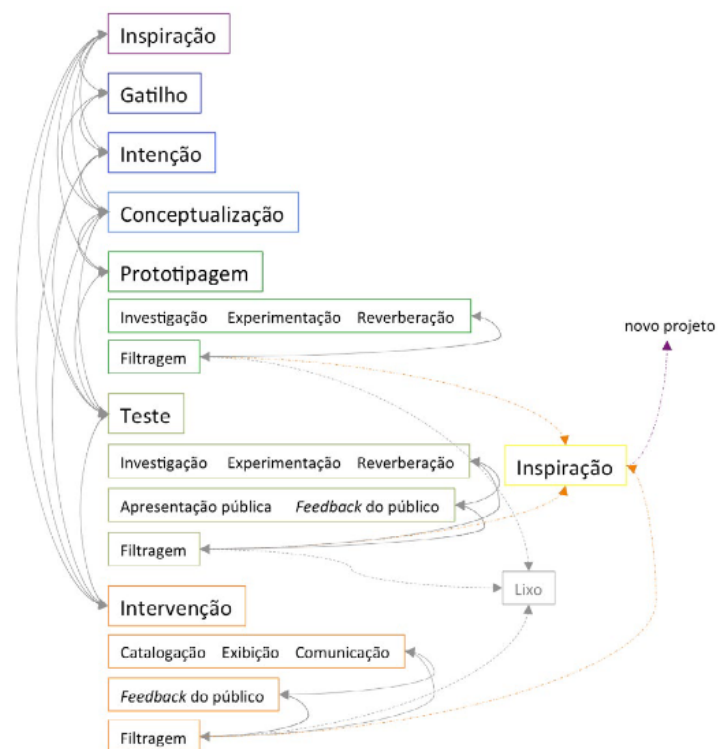 Inspiração
Gatilho
Intenção
Conceptualização
Prototipagem
Investigação Experimentação Reverberação
novo projeto
Filtragem
Teste
Investigação Experimentação Reverberação
Inspiração
Apresentação pública Feedback do público
Filtragem
Lixo
Intervenção
Catalogação Exibição Comunicação
Feedback do público
Filtragem